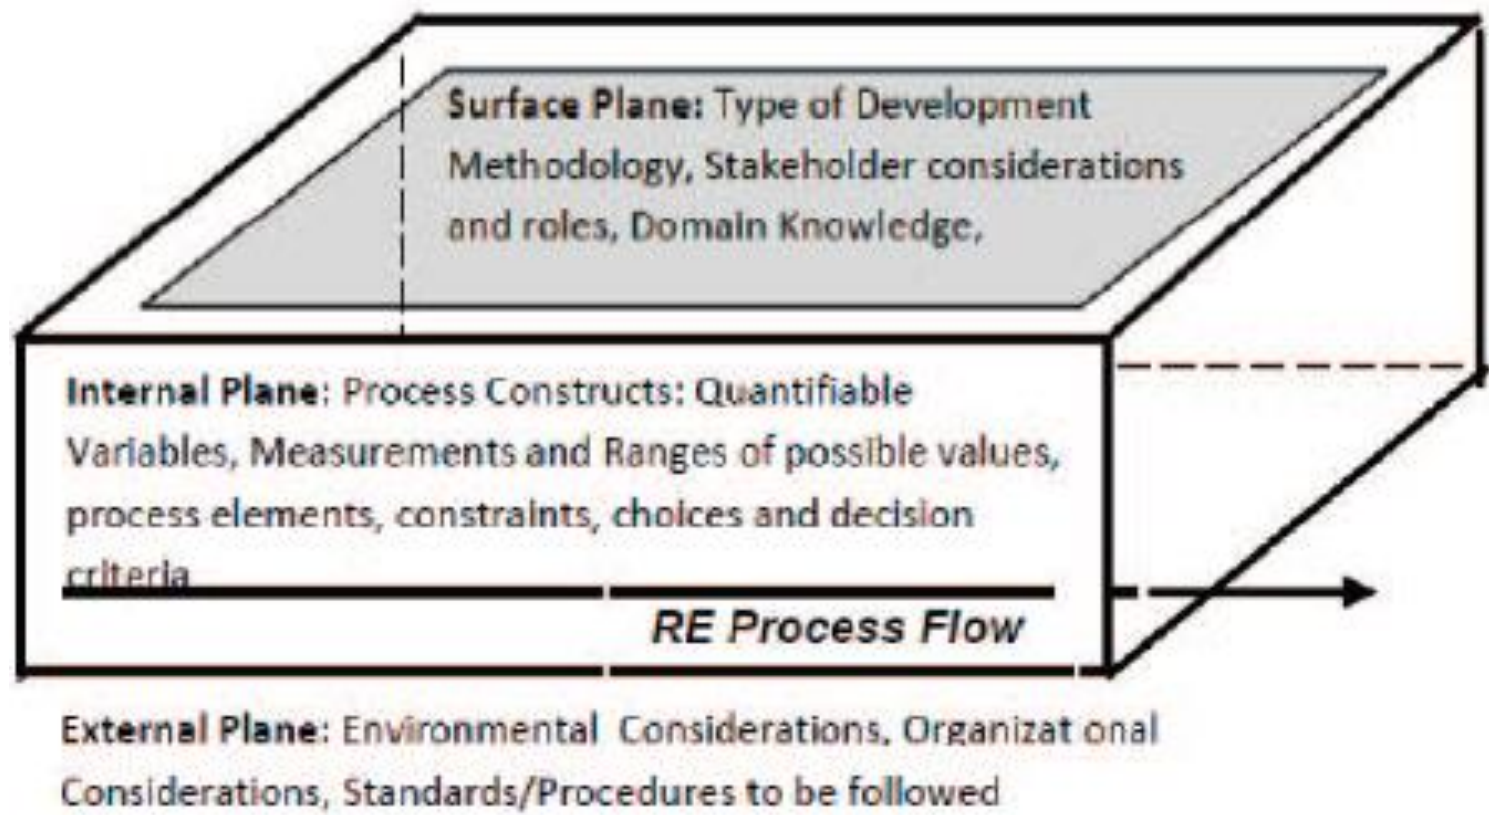 Surface Plane: Type of Development
Methodology, Stakeholder considerations
and roles, Domain Knowledge,
Internal Plane: Process Constructs: Quantifiable
Variables, Measurements and Ranges of possible values,
process elements, constraints, choices and decision
criteria
RE Process Flow
External Plane: Environmental Considerations, Organizat onal
Considerations, Standards/Procedures to be followed